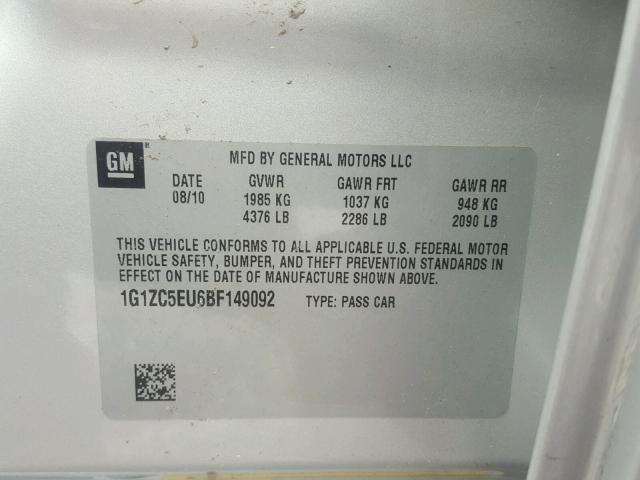 GM® MFD BY GENERAL MOTORS LLC
DATE GVWR GAWR FRT GAWR RR
08/10 1985 KG 1037 KG 948 KG
4376 LB 2286 LB 2090 LB
THIS VEHICLE CONFORMS TO ALL APPLICABLE U.S. FEDERAL MOTOR
VEHICLE SAFETY, BUMPER, AND THEFT PREVENTION STANDARDS IN
EFFECT ON THE DATE OF MANUFACTURE SHOWN ABOVE.
1G1ZC5EU6BF149092 TYPE: PASS CAR